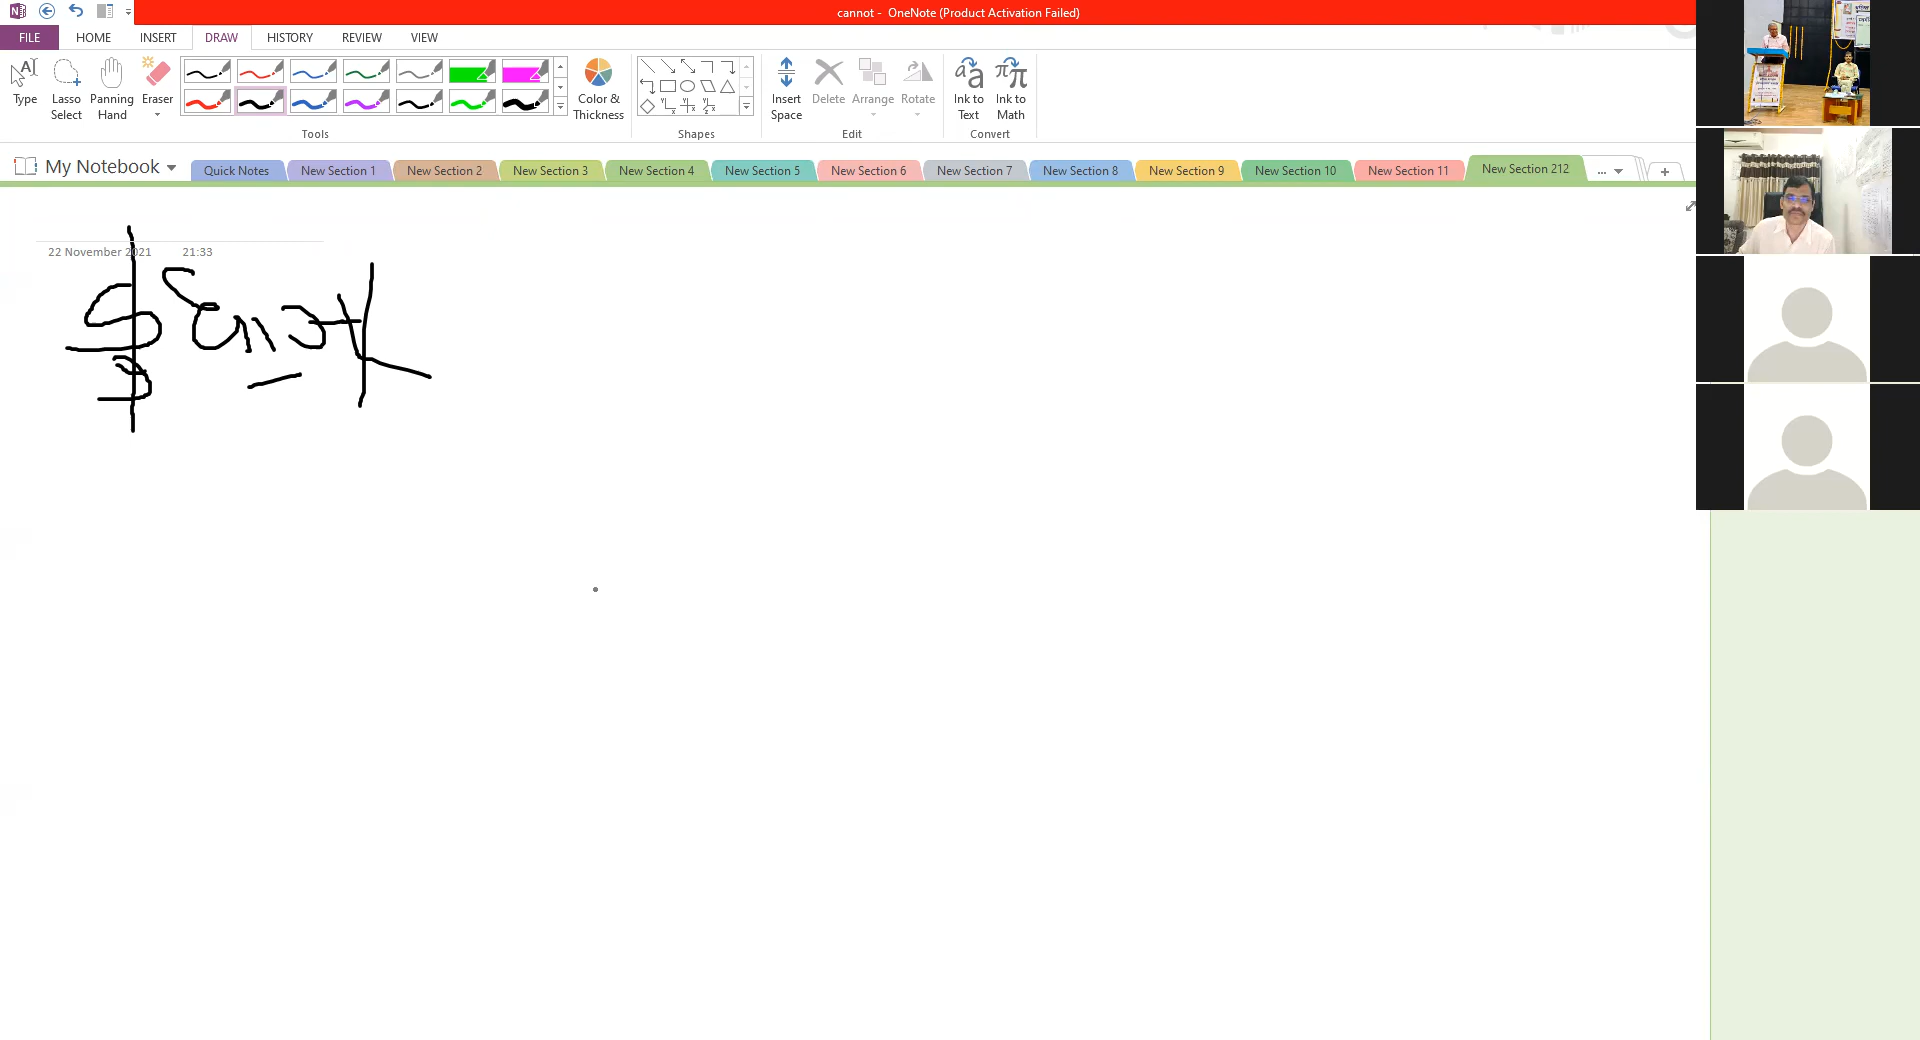 cannot - OneNote (Product Activation Failed)
FILE HOME INSERT DRAW HISTORY REVIEW VIEW
Type Lasso Select Panning Hand Eraser Color & Thickness Insert Space Delete Arrange Rotate Ink to Text Ink to Math
Tools Shapes Edit Convert
My Notebook Quick Notes New Section 1 New Section 2 New Section 3 New Section 4 New Section 5 New Section 6 New Section 7 New Section 8 New Section 9 New Section 10 New Section 11 New Section 212 ...
22 November 2021 21:33